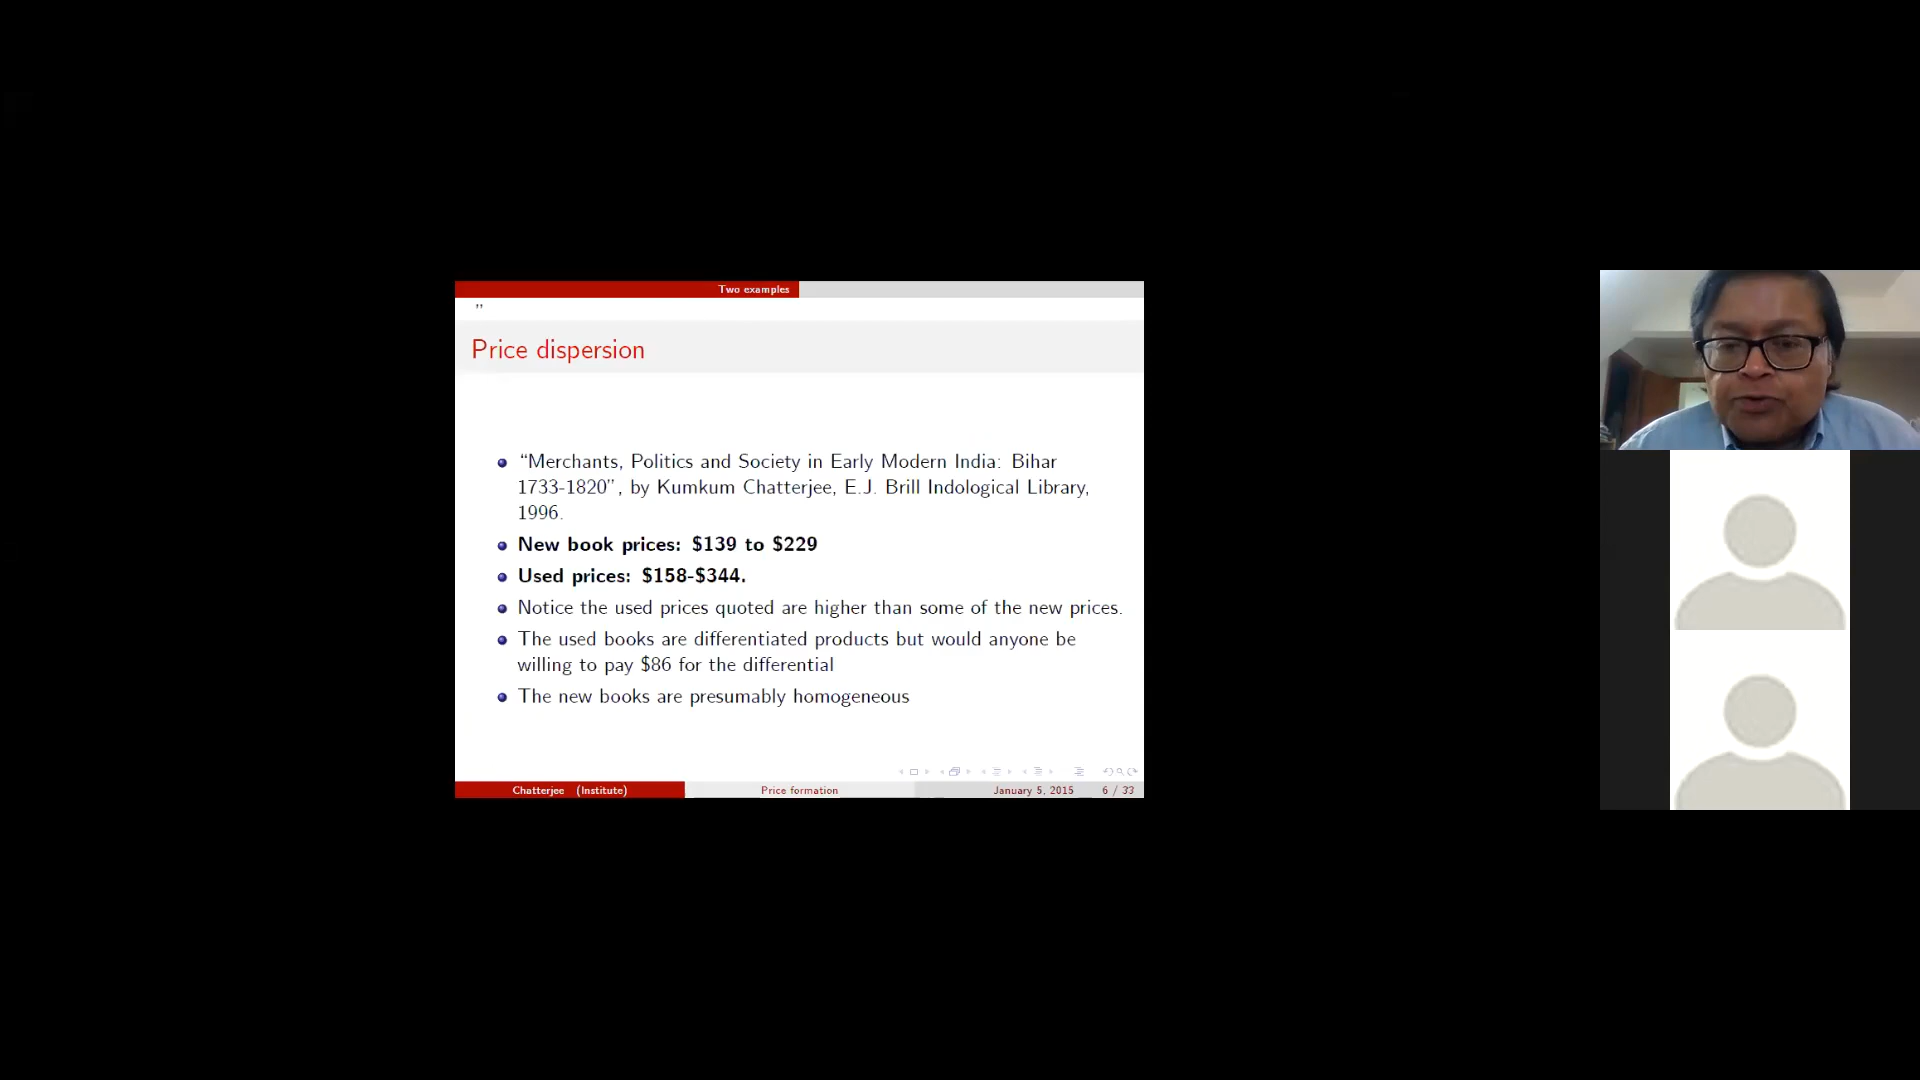 Two examples
”
Price dispersion
“Merchants, Politics and Society in Early Modern India: Bihar
1733-1820”, by Kumkum Chatterjee, E.J. Brill Indological Library,
1996.
New book prices: $139 to $229
Used prices: $158-$344.
Notice the used prices quoted are higher than some of the new prices.
The used books are differentiated products but would anyone be
willing to pay $86 for the differential
The new books are presumably homogeneous
Chatterjee (Institute) Price formation January 5, 2015 6 / 33